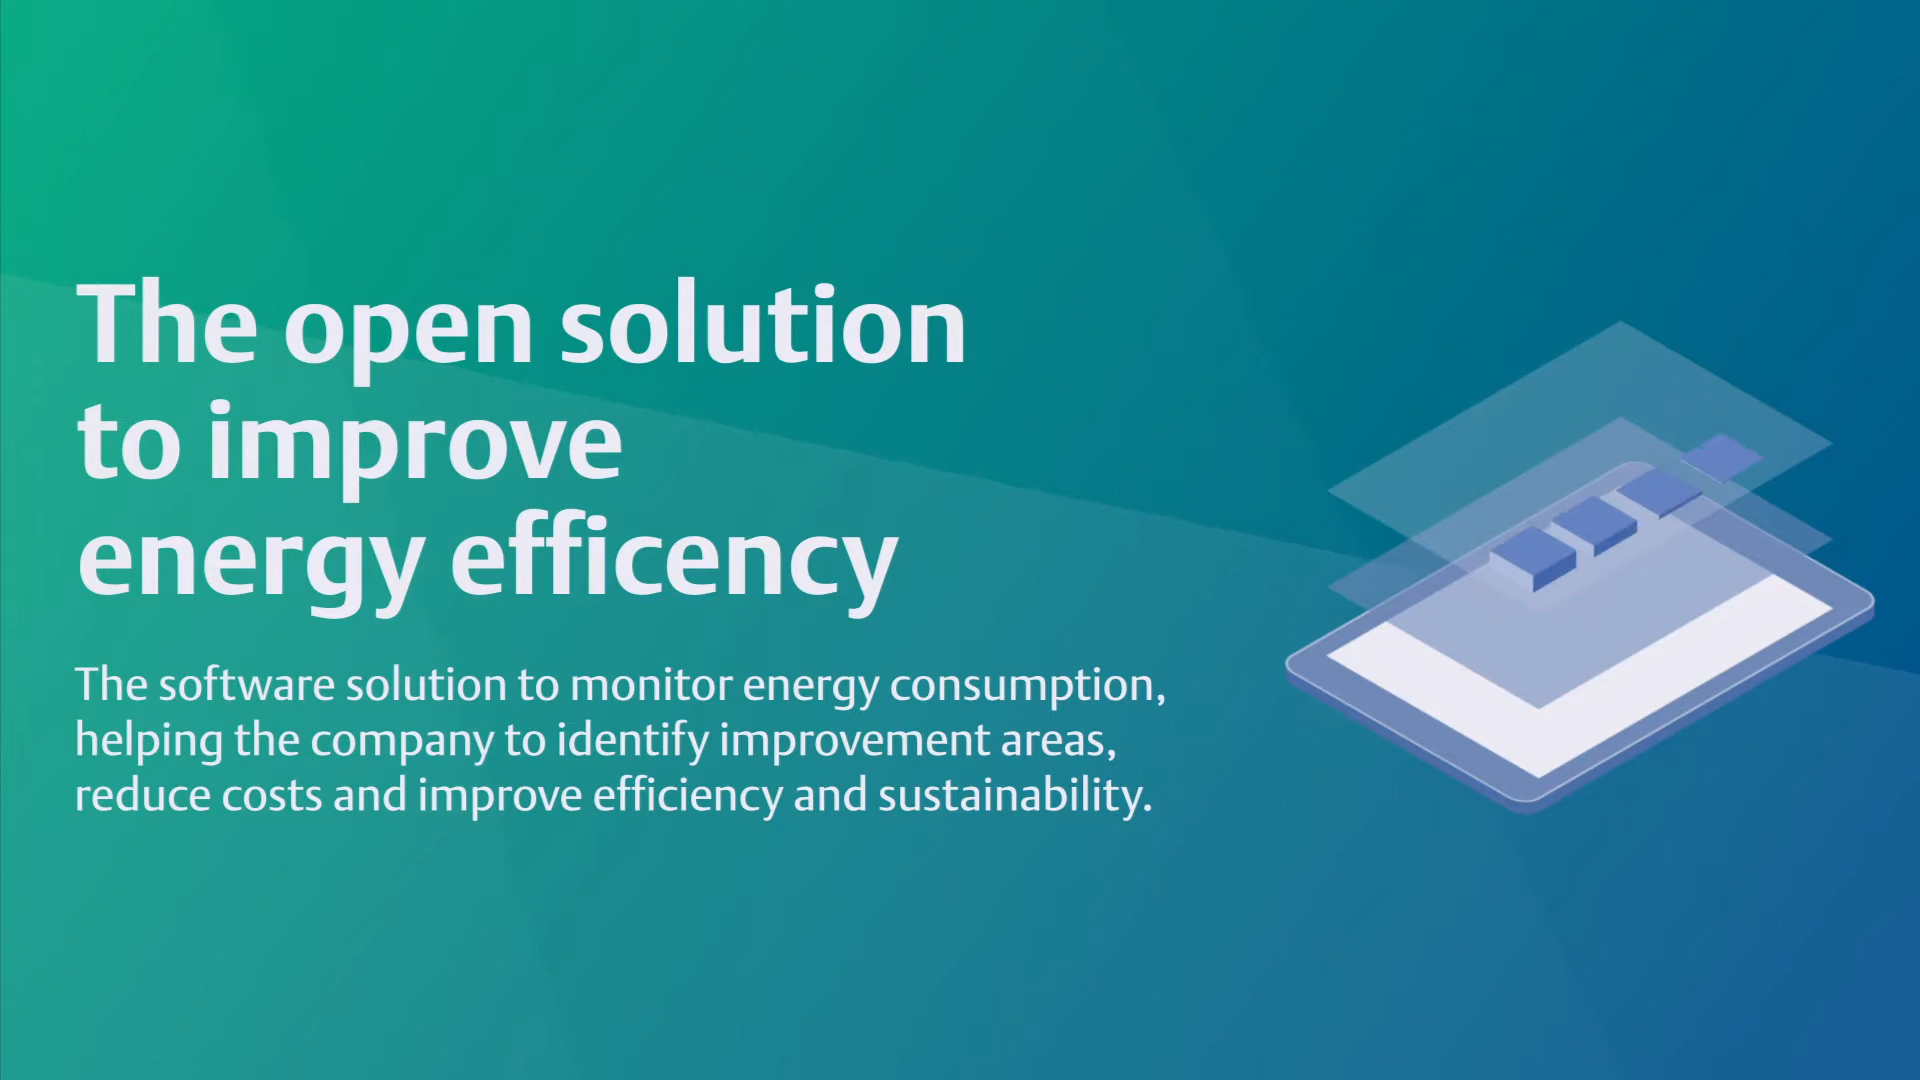 The open solution
to improve
energy efficency
The software solution to monitor energy consumption,
helping the company to identify improvement areas,
reduce costs and improve efficiency and sustainability.